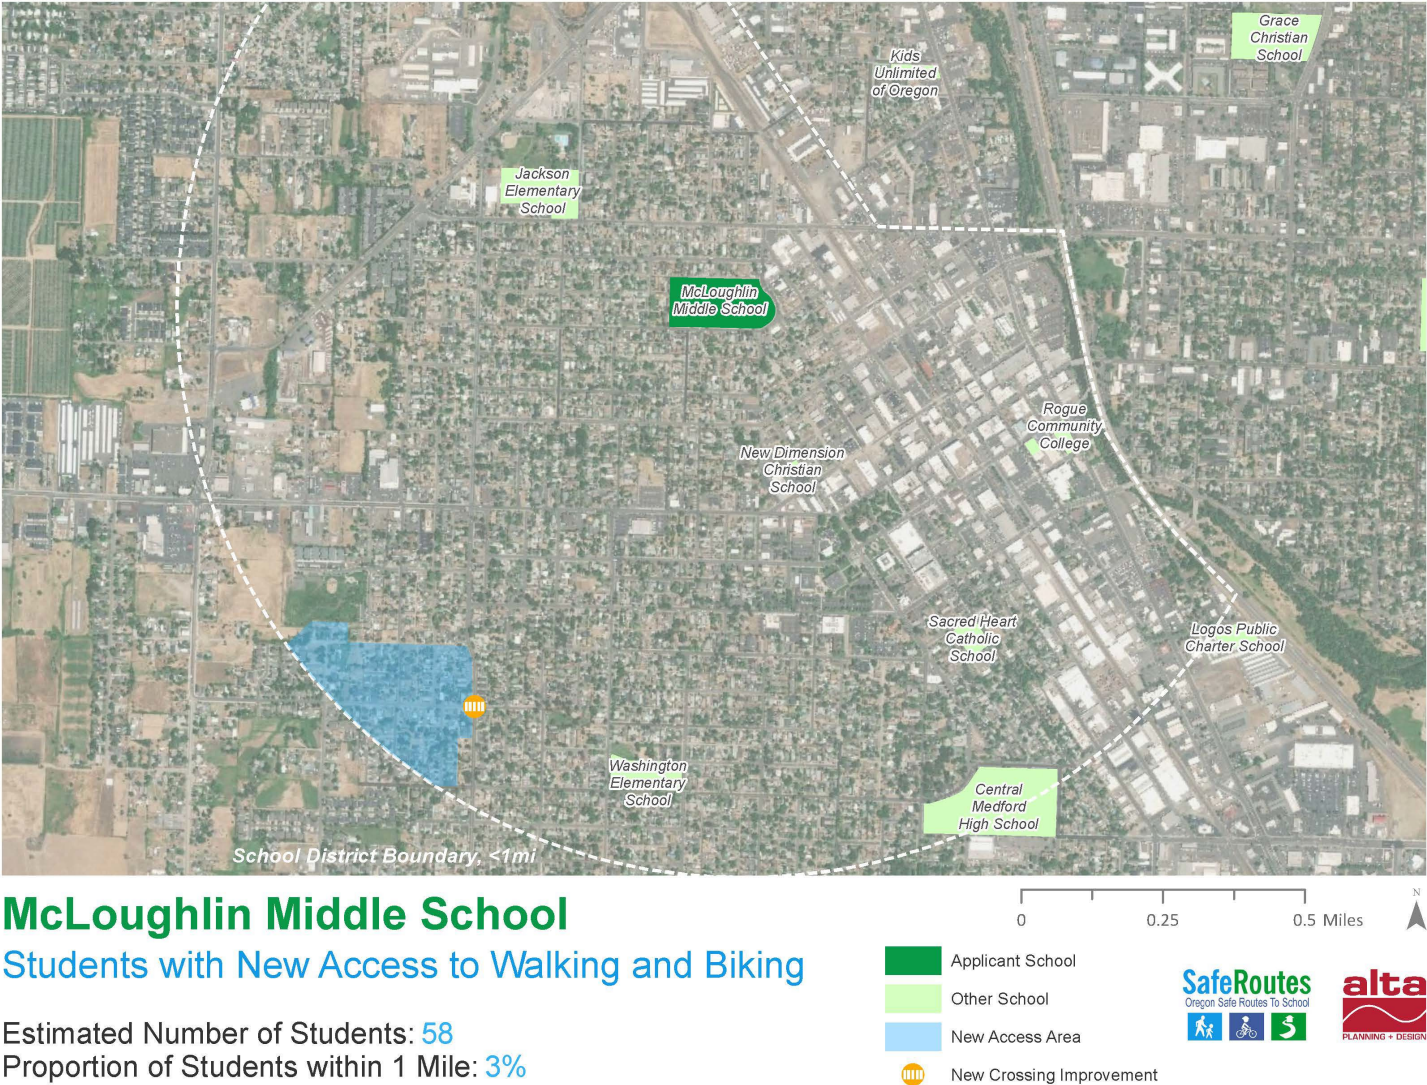 Grace
Christian
School
Kids
Unlimited
of Oregon
Jackson
Elementary
School
McLoughlin
Middle School
Rogue
Community
College
New Dimension
Christian
School
Sacred Heart
Catholic
School
Logos Public
Charter School
Washington
Elementary
School
Central
Medford
High School
School District Boundary, <1mi
McLoughlin Middle School
Students with New Access to Walking and Biking
Estimated Number of Students: 58
Proportion of Students within 1 Mile: 3%
0 0.25 0.5 Miles
N
Applicant School
Other School
New Access Area
New Crossing Improvement
SafeRoutes
Oregon Safe Routes To School
alta
PLANNING + DESIGN